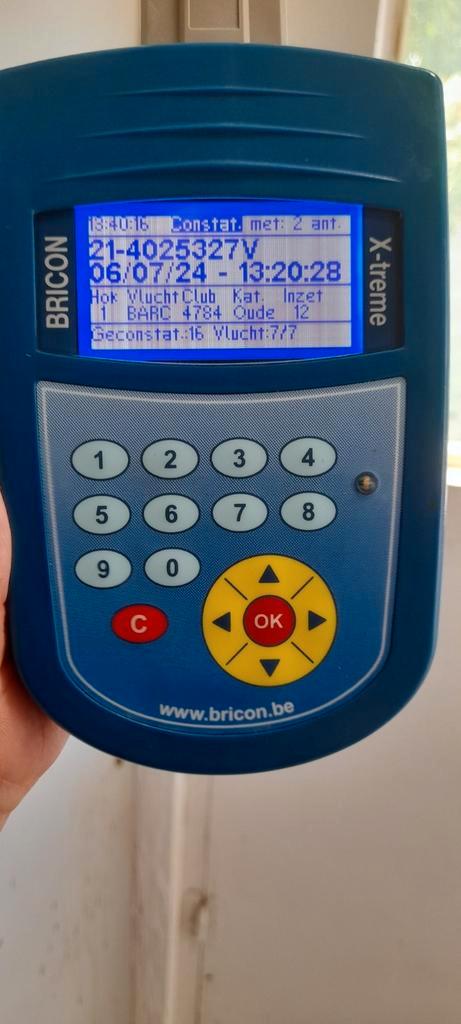 18:40:16 Constat. met: 2 ant.
21-4025327V
06/07/24 - 13:20:28
Hok Vlucht Club Kat. Inzet
1 BARC 4784 Oude 12
Geconstat.:16 Vlucht:7/7
BRICON
X-treme
1 2 3 4
5 6 7 8
9 0
C OK
www.bricon.be